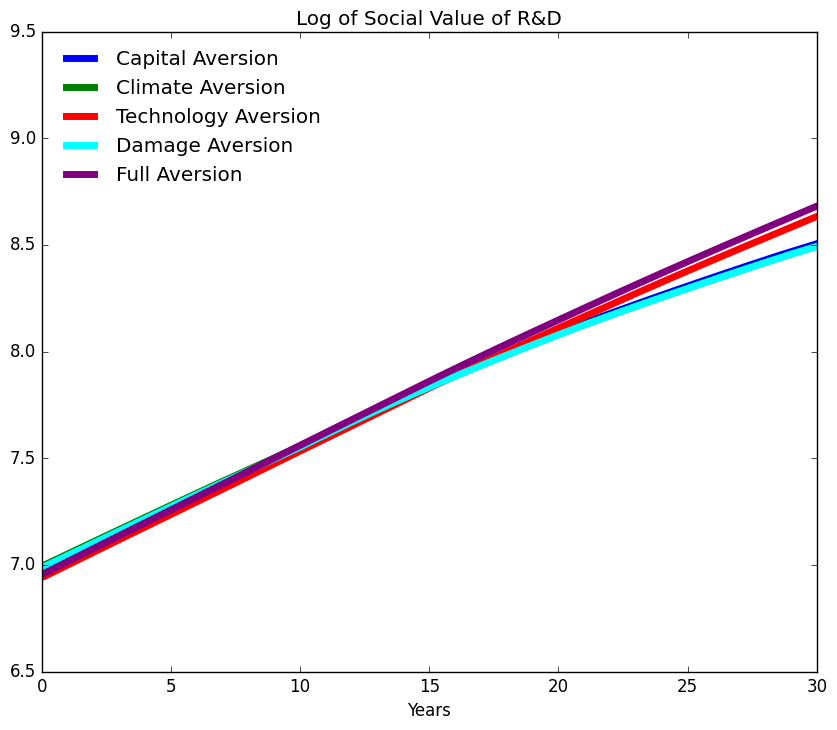 Log of Social Value of R&D
9.5
Capital Aversion
Climate Aversion
Technology Aversion
Damage Aversion
Full Aversion
9.0
8.5
8.0
7.5
7.0
6.5
0 5 10 15 20 25 30
Years